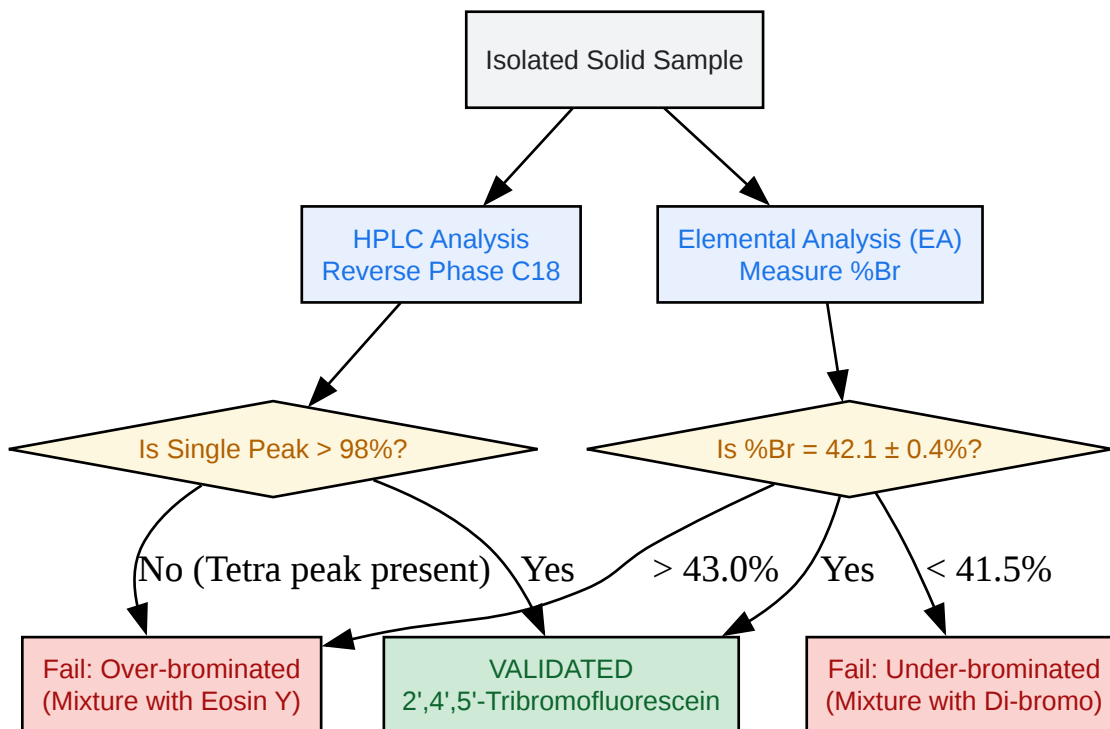 Isolated Solid Sample
HPLC Analysis
Reverse Phase C18
Elemental Analysis (EA)
Measure %Br
Is Single Peak > 98%?
Is %Br = 42.1 ± 0.4%?
No (Tetra peak present)
Yes
> 43.0%
Yes
< 41.5%
Fail: Over-brominated
(Mixture with Eosin Y)
VALIDATED
2',4',5'-Tribromofluorescein
Fail: Under-brominated
(Mixture with Di-bromo)